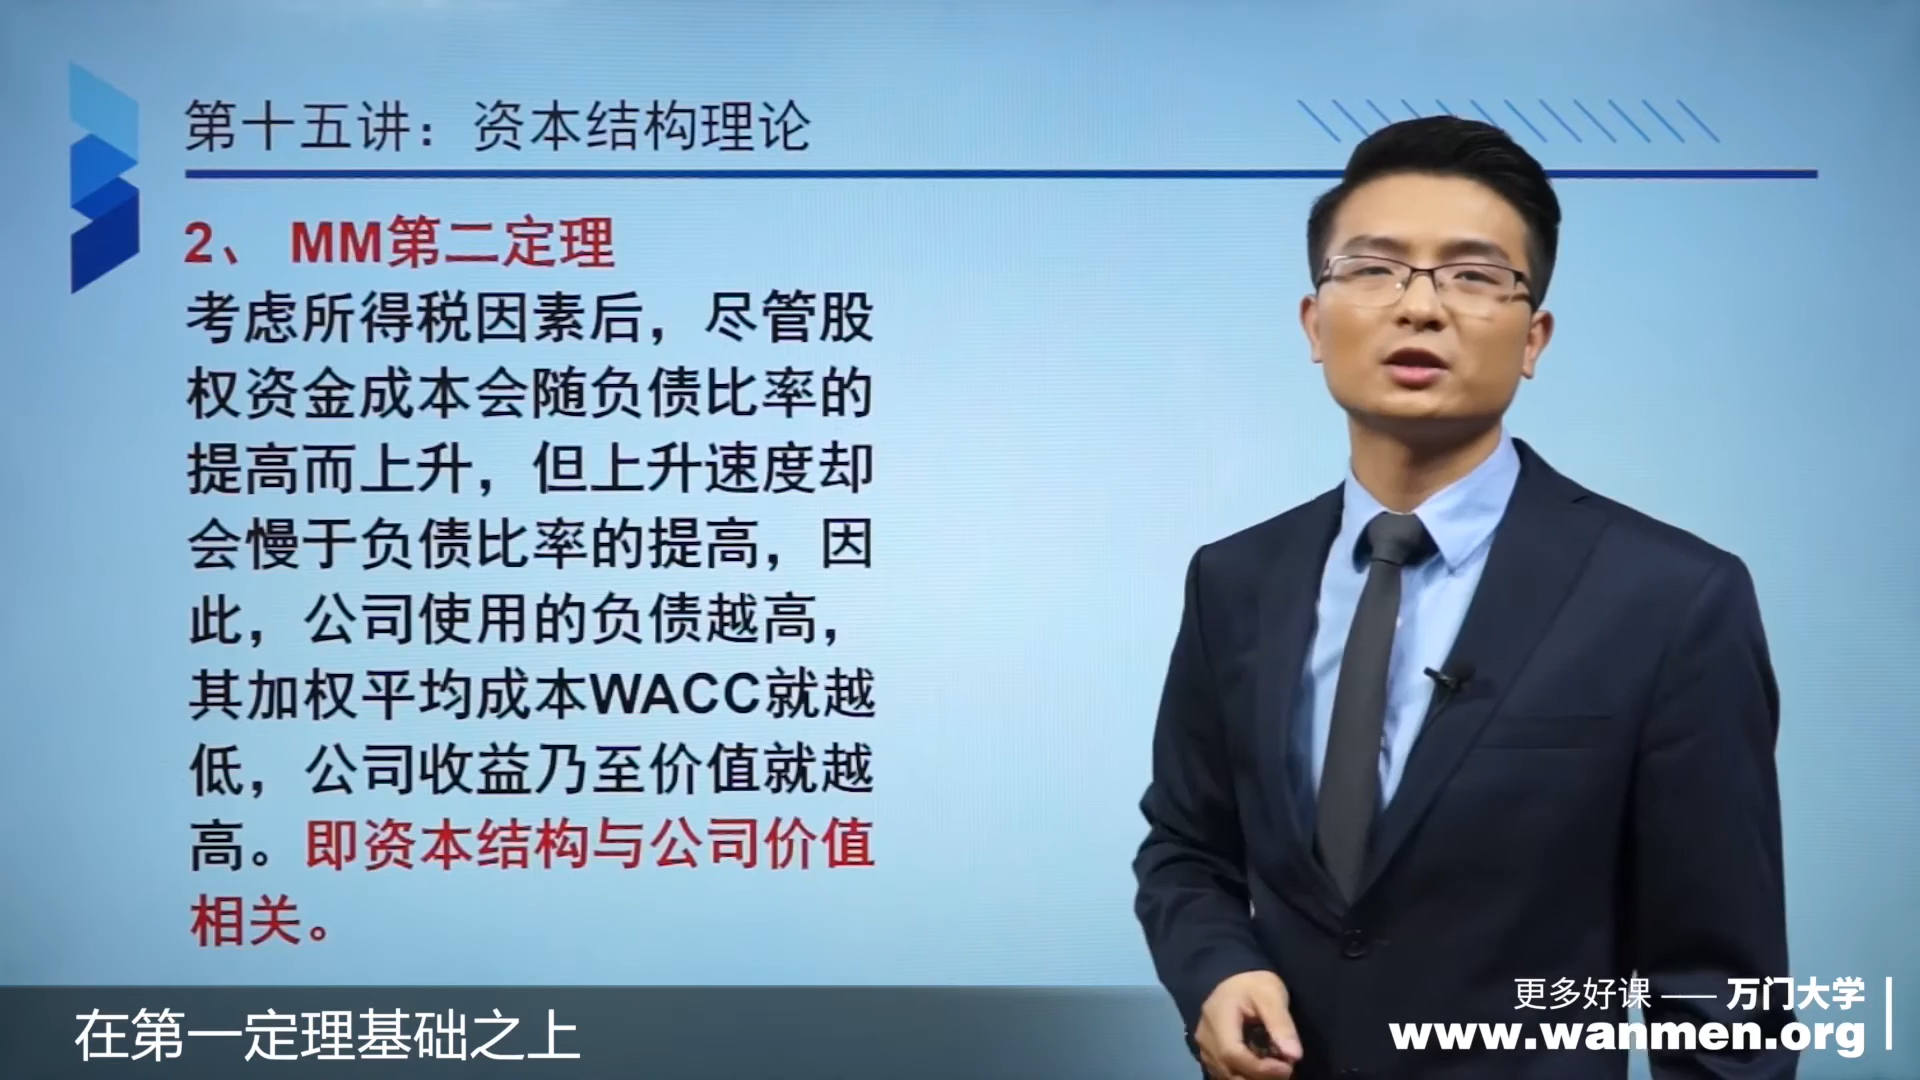 第十五讲：资本结构理论
2、 MM第二定理
考虑所得税因素后，尽管股
权资金成本会随负债比率的
提高而上升，但上升速度却
会慢于负债比率的提高，因
此，公司使用的负债越高，
其加权平均成本WACC就越
低，公司收益乃至价值就越
高。即资本结构与公司价值
相关。
在第一定理基础之上
更多好课 —— 万门大学
www.wanmen.org